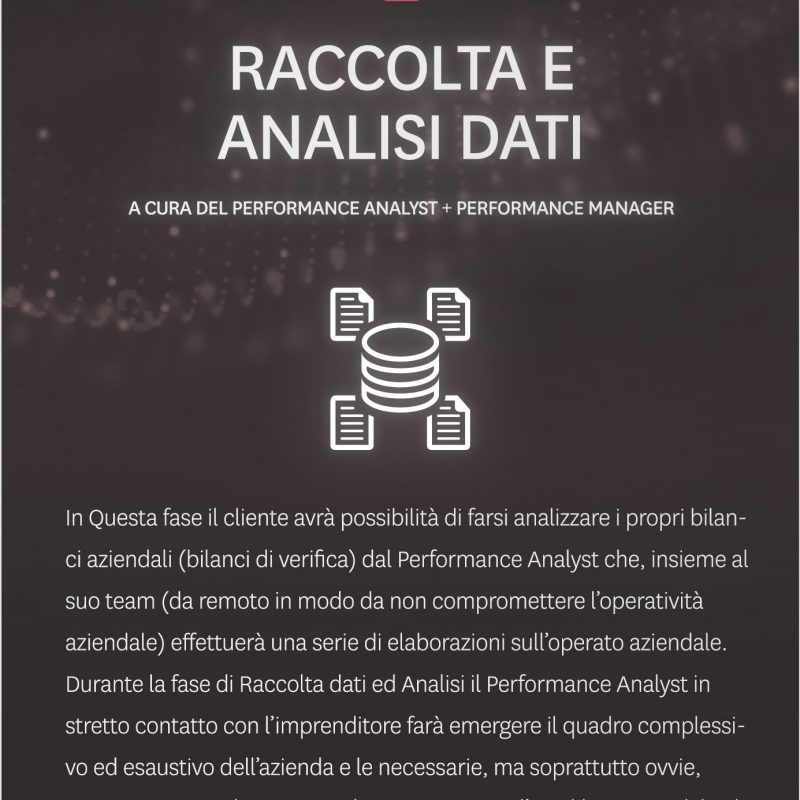 RACCOLTA E
ANALISI DATI
A CURA DEL PERFORMANCE ANALYST + PERFORMANCE MANAGER
In Questa fase il cliente avrà possibilità di farsi analizzare i propri bilan-
ci aziendali (bilanci di verifica) dal Performance Analyst che, insieme al
suo team (da remoto in modo da non compromettere l’operatività
aziendale) effettuerà una serie di elaborazioni sull’operato aziendale.
Durante la fase di Raccolta dati ed Analisi il Performance Analyst in
stretto contatto con l’imprenditore farà emergere il quadro complessi-
vo ed esaustivo dell’azienda e le necessarie, ma soprattutto ovvie,